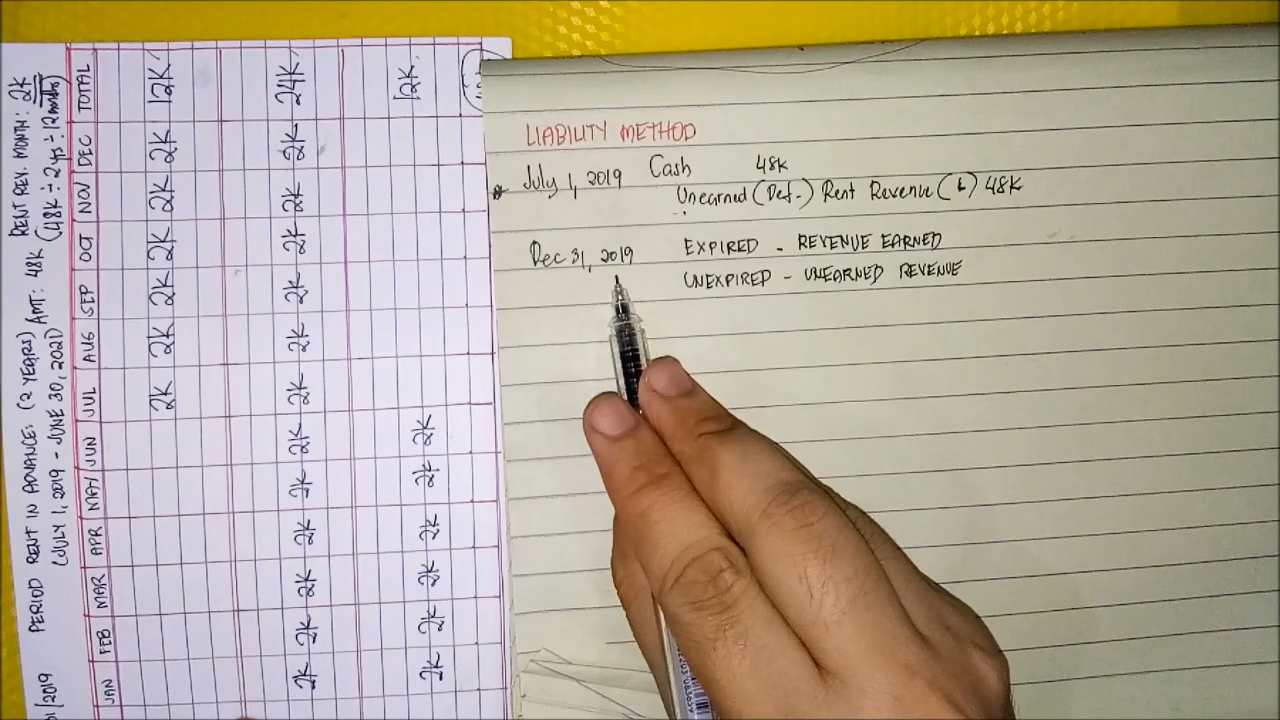 01/2019 PERIOD RENT IN ADVANCE: (2 YEARS) AMT: 48K RENT REV. MONTH: 2K
(JULY 1, 2019 - JUNE 30, 2021) (48K ÷ 2yrs ÷ 12 months)
JAN FEB MAR APR MAY JUN JUL AUG SEP OCT NOV DEC TOTAL
2K 2K 2K 2K 2K 2K 12K
2K 2K 2K 2K 2K 2K 2K 2K 2K 2K 2K 2K 24K
2K 2K 2K 2K 2K 2K 12K
LIABILITY METHOD
* July 1, 2019 Cash 48K
Unearned (Def.) Rent Revenue (L) 48K
Dec 31, 2019 EXPIRED - REVENUE EARNED
UNEXPIRED - UNEARNED REVENUE